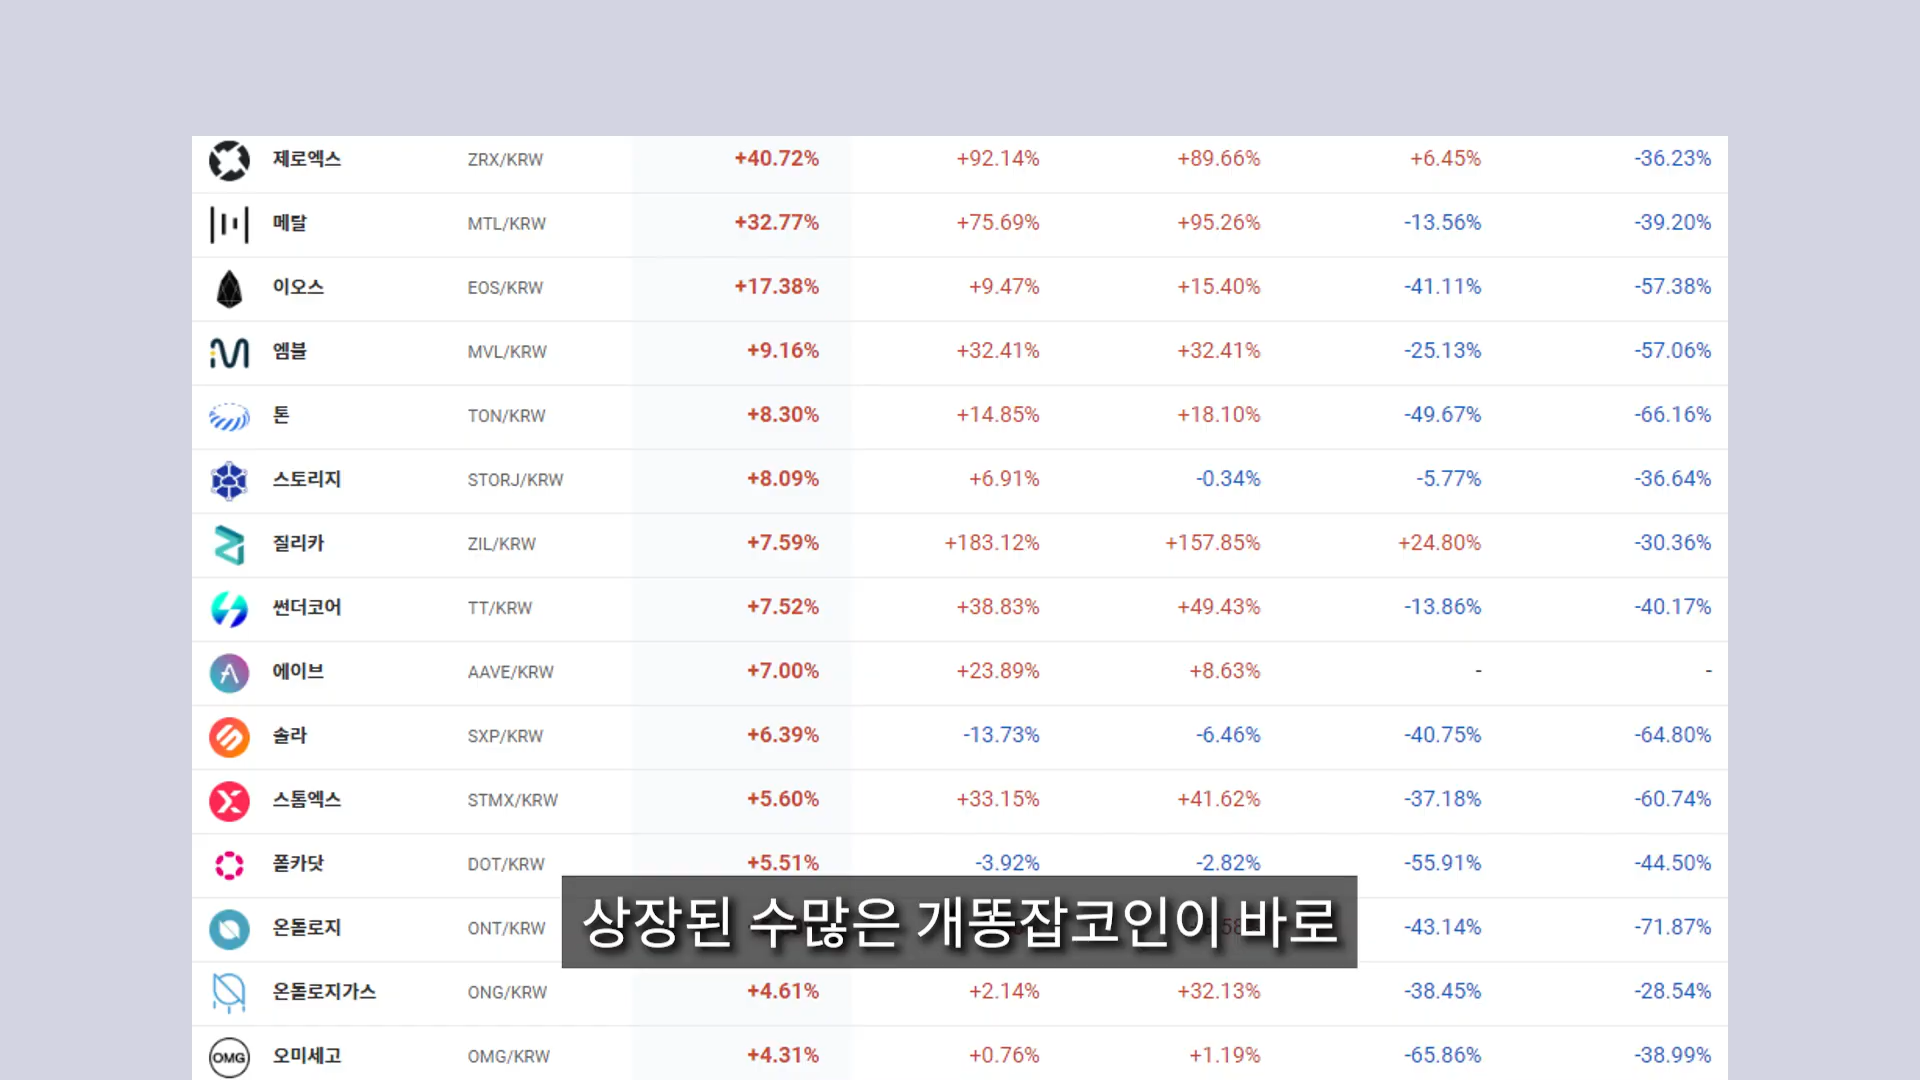 제로엑스 ZRX/KRW +40.72% +92.14% +89.66% +6.45% -36.23%
메탈 MTL/KRW +32.77% +75.69% +95.26% -13.56% -39.20%
이오스 EOS/KRW +17.38% +9.47% +15.40% -41.11% -57.38%
엠블 MVL/KRW +9.16% +32.41% +32.41% -25.13% -57.06%
톤 TON/KRW +8.30% +14.85% +18.10% -49.67% -66.16%
스토리지 STORJ/KRW +8.09% +6.91% -0.34% -5.77% -36.64%
질리카 ZIL/KRW +7.59% +183.12% +157.85% +24.80% -30.36%
썬더코어 TT/KRW +7.52% +38.83% +49.43% -13.86% -40.17%
에이브 AAVE/KRW +7.00% +23.89% +8.63% - -
솔라 SXP/KRW +6.39% -13.73% -6.46% -40.75% -64.80%
스톰엑스 STMX/KRW +5.60% +33.15% +41.62% -37.18% -60.74%
폴카닷 DOT/KRW +5.51% -3.92% -2.82% -55.91% -44.50%
온톨로지 ONT/KRW -43.14% -71.87%
상장된 수많은 개똥잡코인이 바로
온톨로지가스 ONG/KRW +4.61% +2.14% +32.13% -38.45% -28.54%
OMG 오미세고 OMG/KRW +4.31% +0.76% +1.19% -65.86% -38.99%